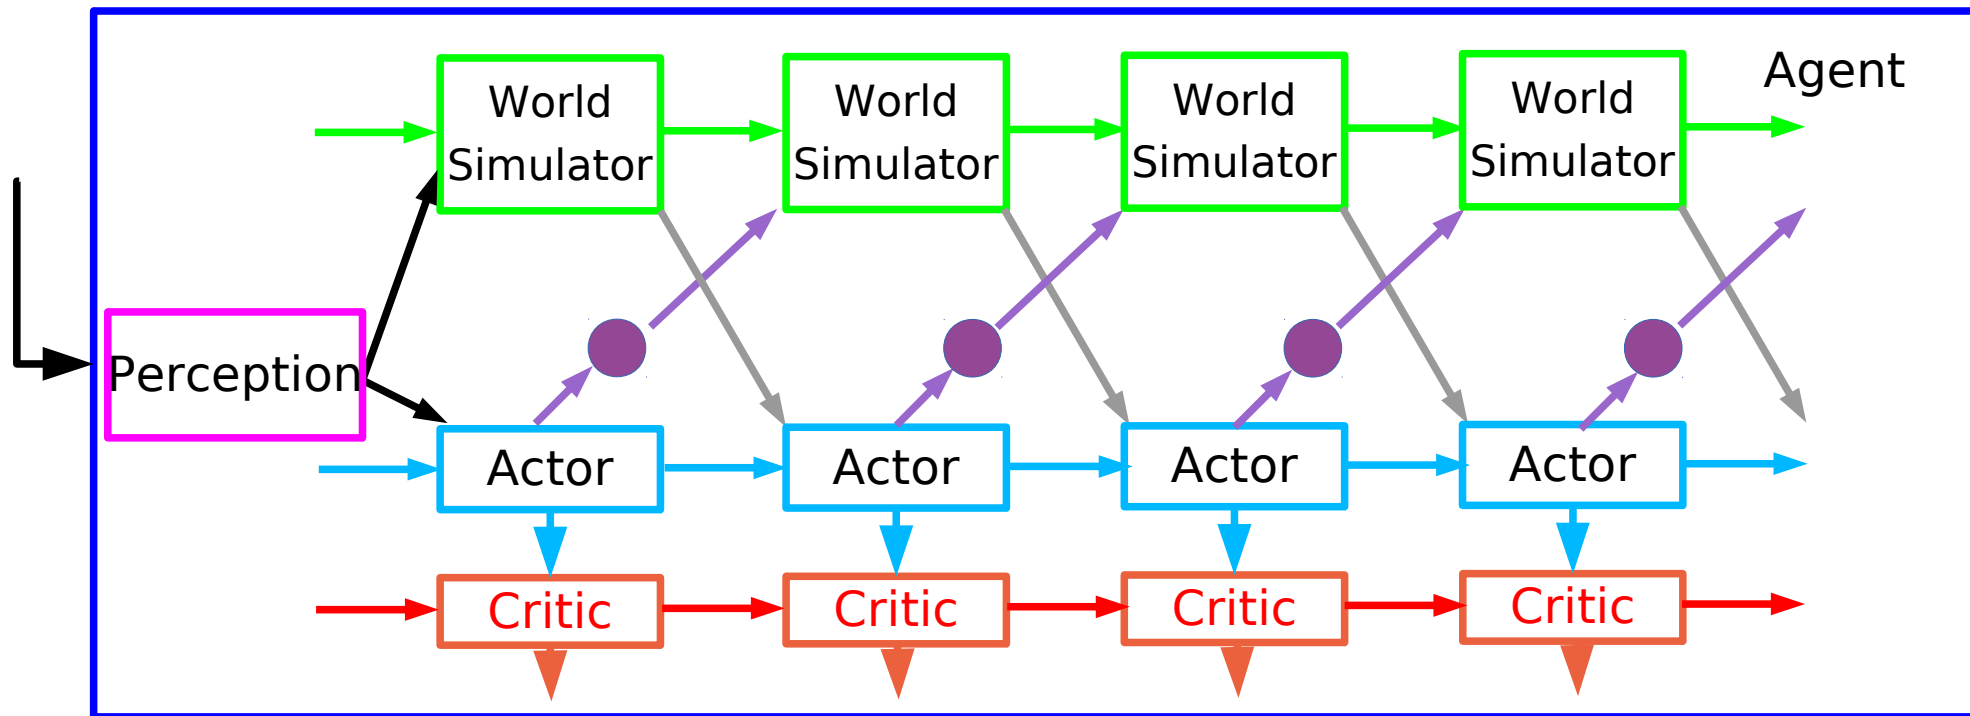 Agent
World
Simulator
World
Simulator
World
Simulator
World
Simulator
Perception
Actor
Actor
Actor
Actor
Critic
Critic
Critic
Critic